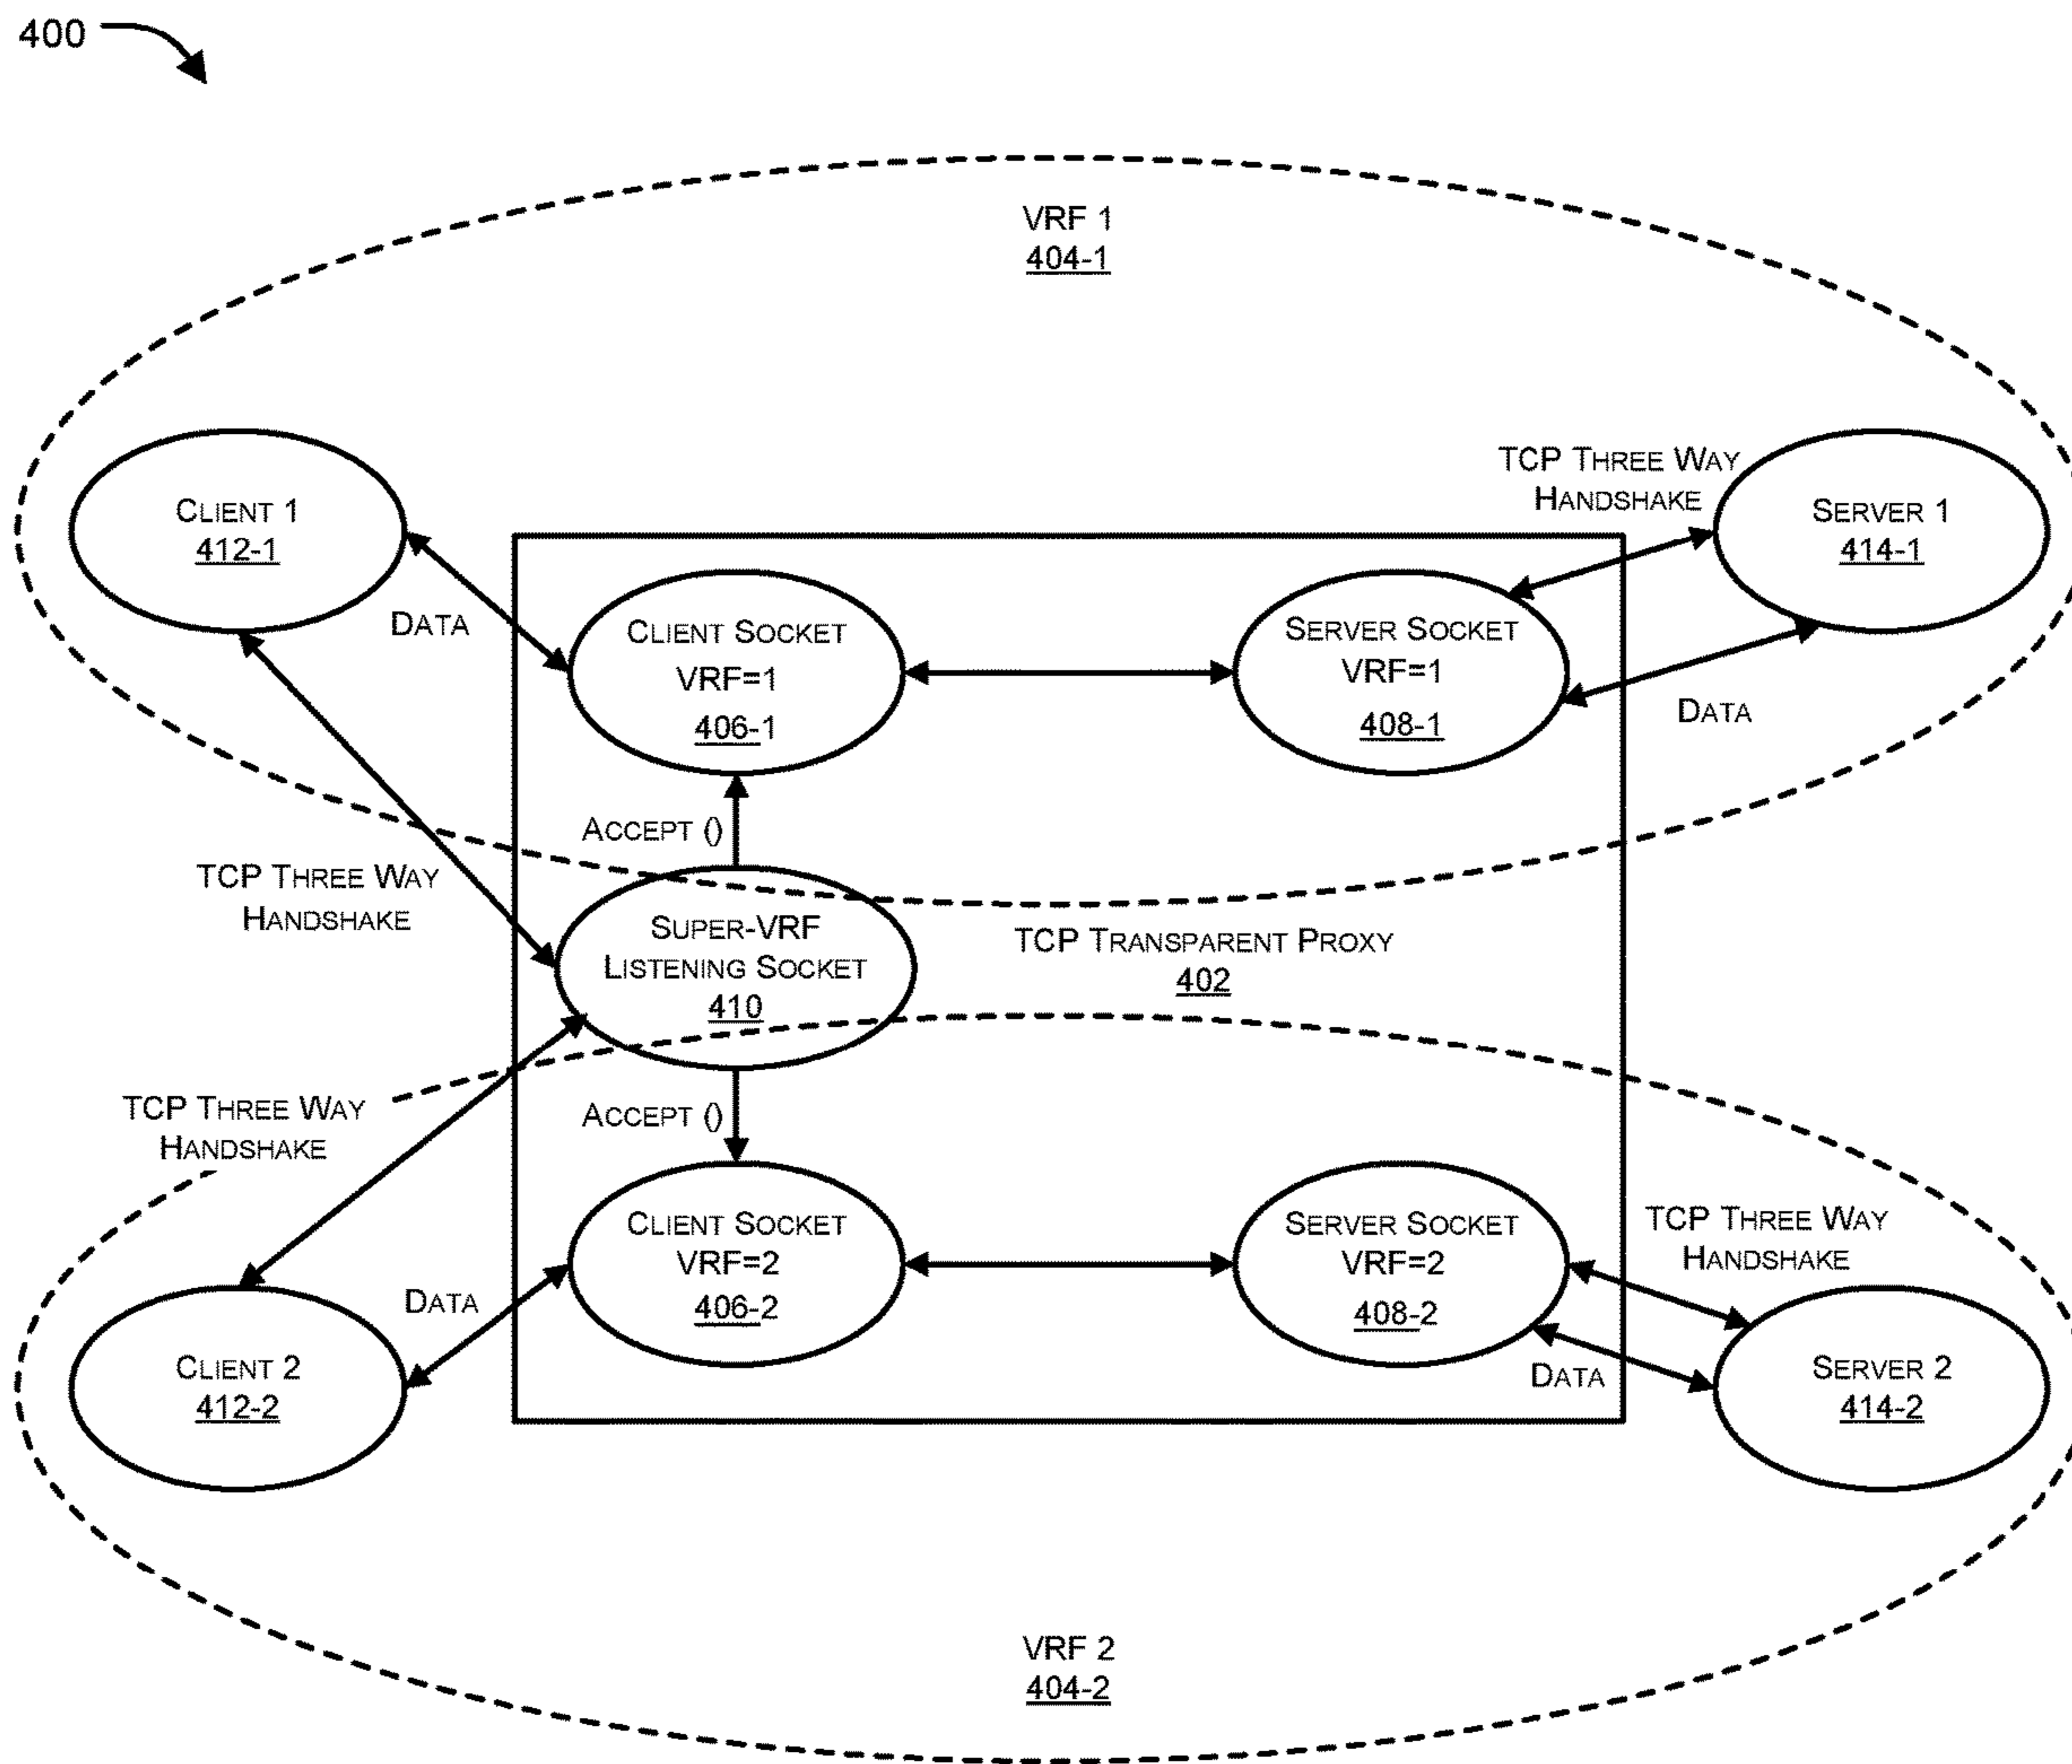 400
VRF 1
404-1
CLIENT 1
412-1
DATA
CLIENT SOCKET
VRF=1
406-1
SERVER SOCKET
VRF=1
408-1
TCP THREE WAY
HANDSHAKE
SERVER 1
414-1
DATA
ACCEPT ()
TCP THREE WAY
HANDSHAKE
SUPER-VRF
LISTENING SOCKET
410
TCP TRANSPARENT PROXY
402
TCP THREE WAY
HANDSHAKE
ACCEPT ()
CLIENT SOCKET
VRF=2
406-2
SERVER SOCKET
VRF=2
408-2
TCP THREE WAY
HANDSHAKE
DATA
CLIENT 2
412-2
DATA
SERVER 2
414-2
VRF 2
404-2